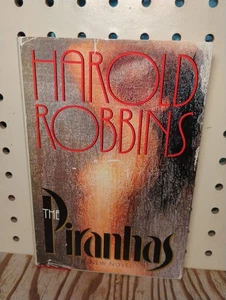 HAROLD
ROBBINS
THE
Piranhas
A NEW NOVEL